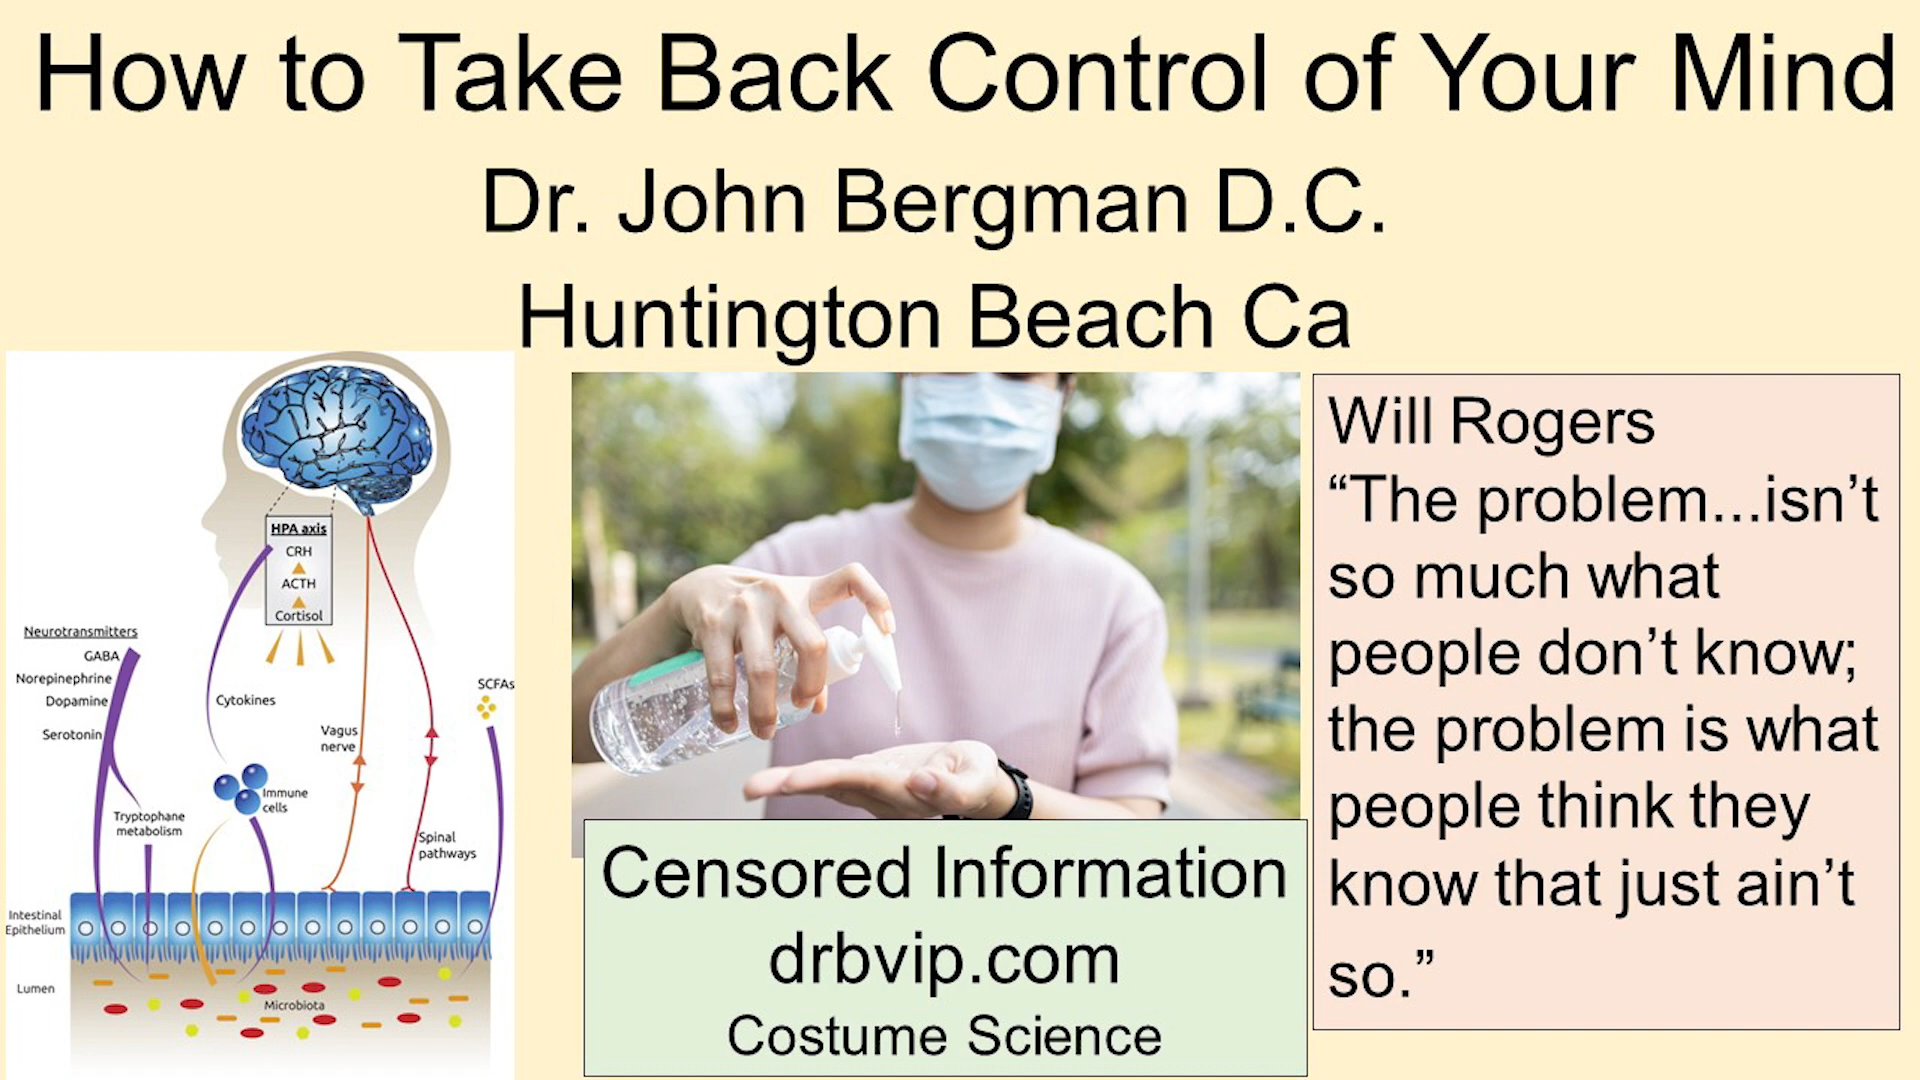 How to Take Back Control of Your Mind
Dr. John Bergman D.C.
Huntington Beach Ca
HPA axis
CRH
ACTH
Cortisol
Neurotransmitters
GABA
Norepinephrine
Dopamine
Serotonin
Cytokines
SCFAs
Vagus
nerve
Immune
cells
Tryptophane
metabolism
Spinal
pathways
Intestinal
Epithelium
Lumen
Microbiota
Censored Information
drbvip.com
Costume Science
Will Rogers
“The problem...isn’t
so much what
people don’t know;
the problem is what
people think they
know that just ain’t
so.”